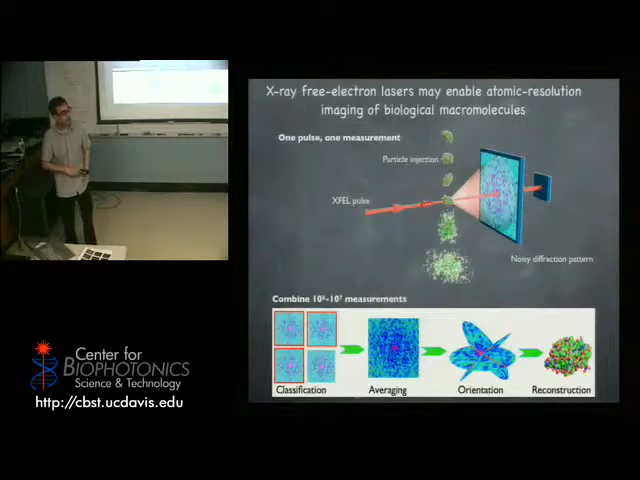 X-ray free-electron lasers may enable atomic-resolution
imaging of biological macromolecules
One pulse, one measurement
Particle injection
XFEL pulse
Noisy diffraction pattern
Combine 10⁵-10⁷ measurements
Classification
Averaging
Orientation
Reconstruction
Center for
BIOPHOTONICS
Science & Technology
http://cbst.ucdavis.edu